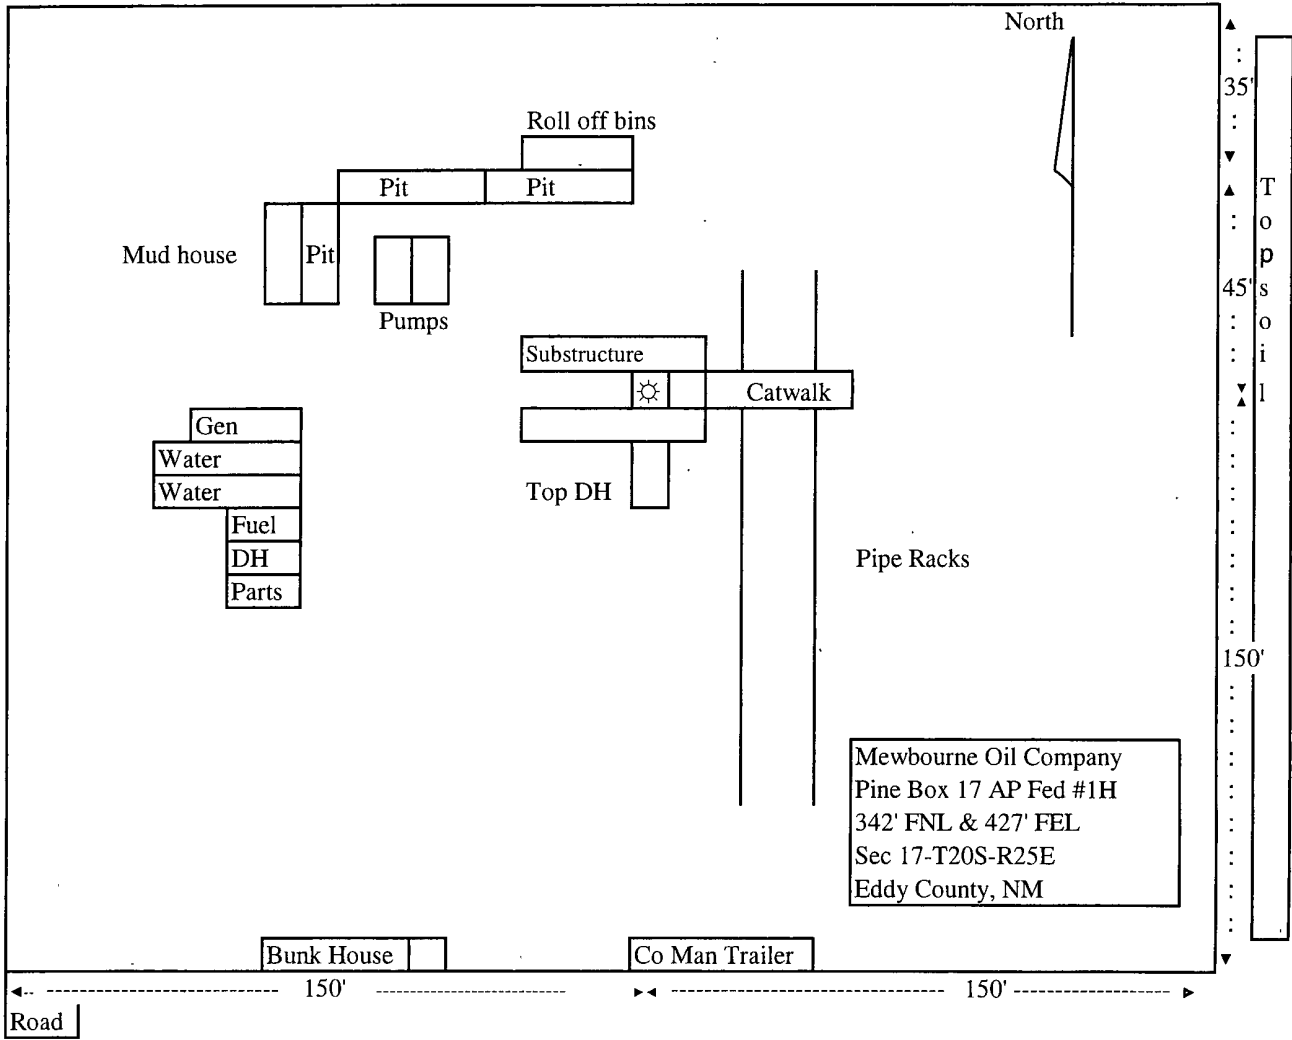 North
35'
Roll off bins
Pit
Pit
Mud house
Pit
Pumps
Topsoil
45'
Substructure
Catwalk
Gen
Water
Water
Top DH
Fuel
DH
Parts
Pipe Racks
150'
Mewbourne Oil Company
Pine Box 17 AP Fed #1H
342' FNL & 427' FEL
Sec 17-T20S-R25E
Eddy County, NM
Bunk House
Co Man Trailer
150'
150'
Road